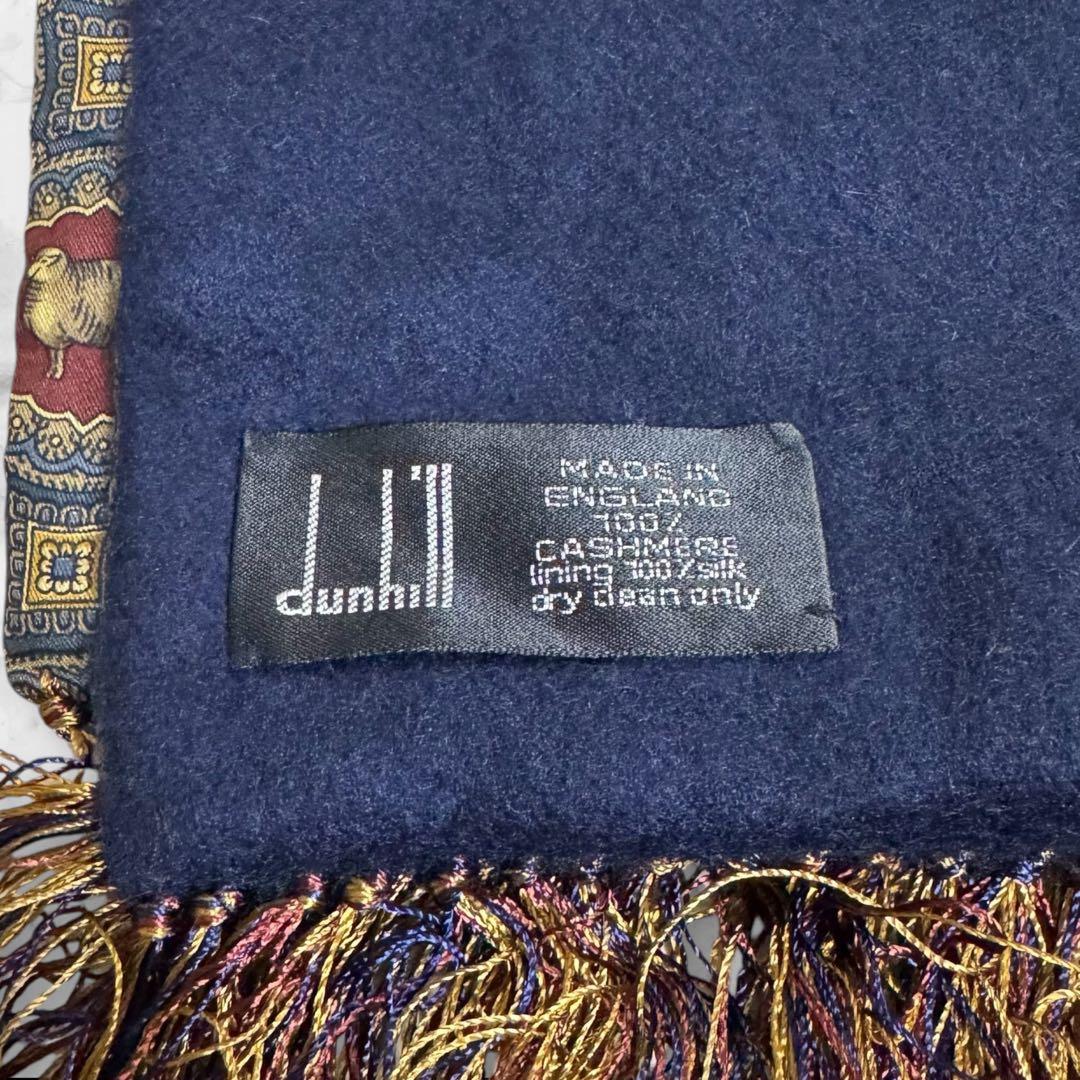 dunhill
MADE IN
ENGLAND
100%
CASHMERE
lining 100% silk
dry clean only